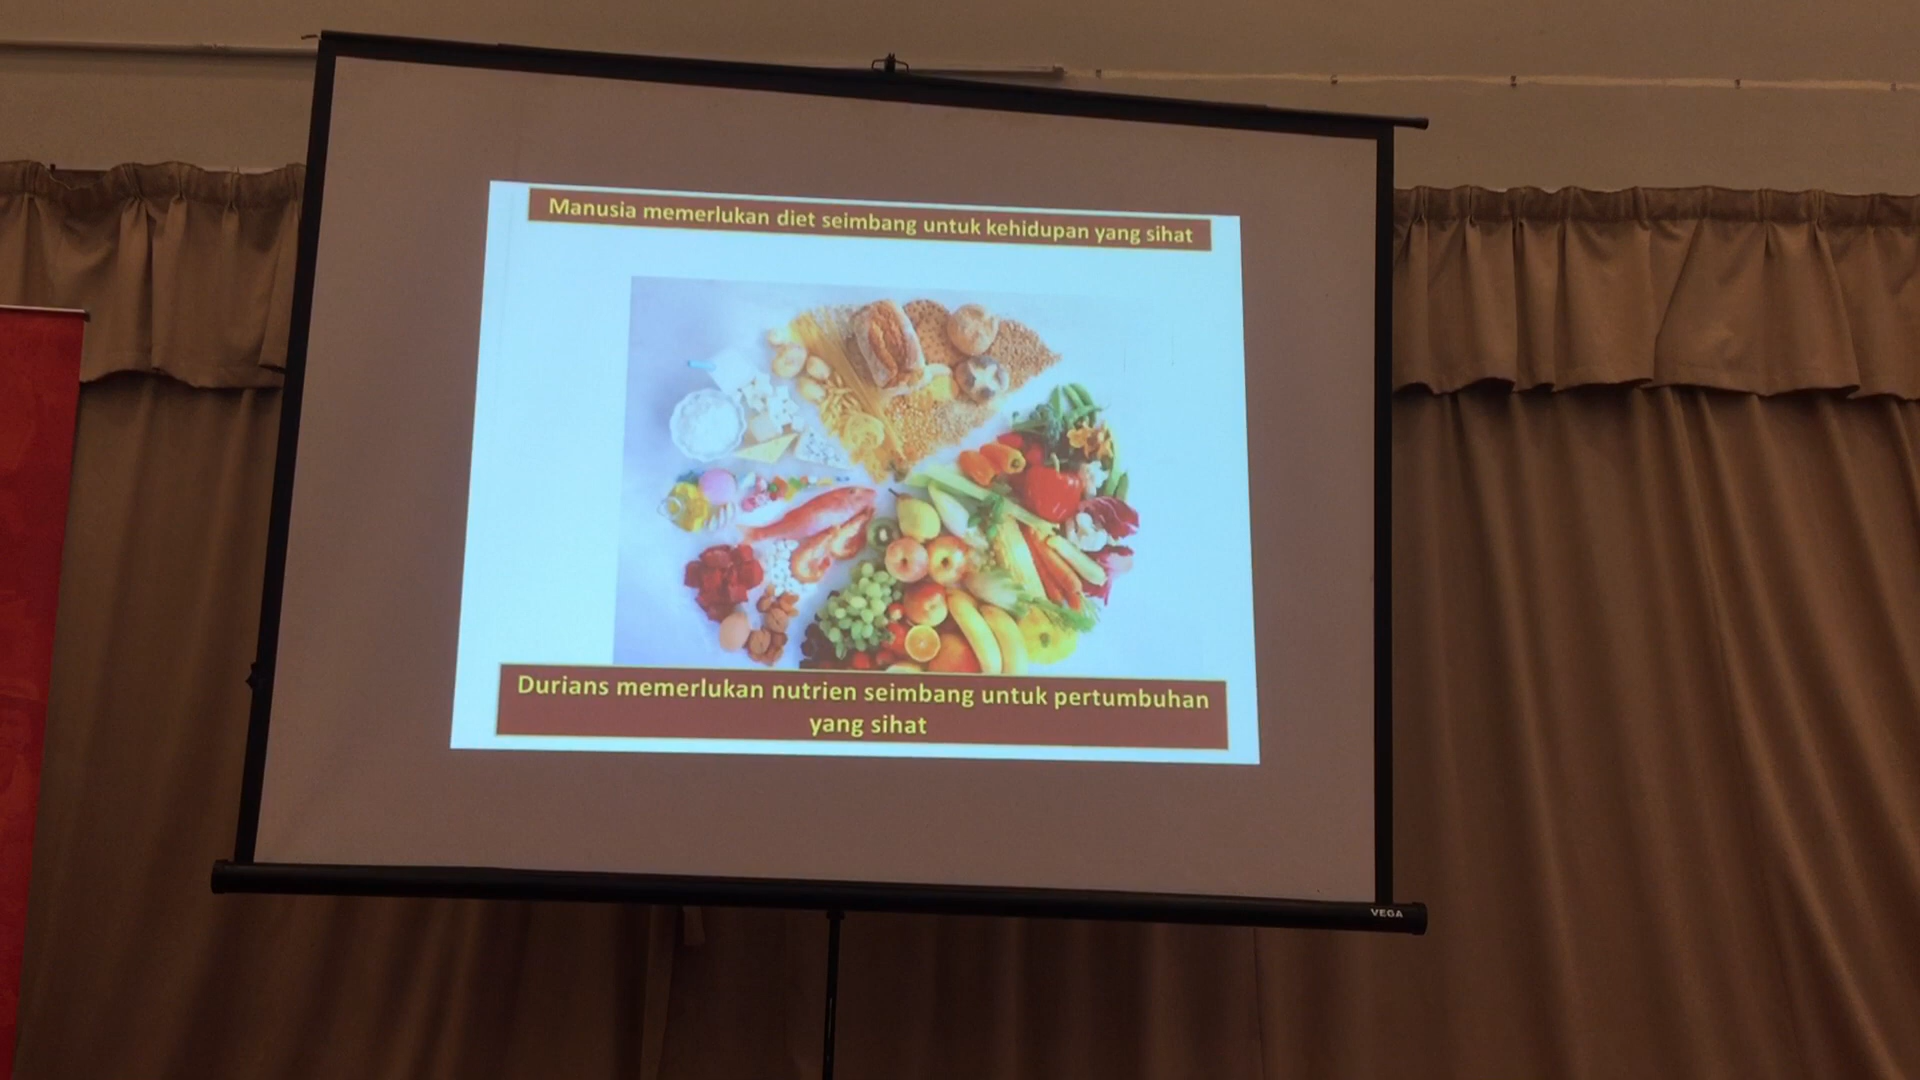 Manusia memerlukan diet seimbang untuk kehidupan yang sihat
Durians memerlukan nutrien seimbang untuk pertumbuhan
yang sihat
VEGA